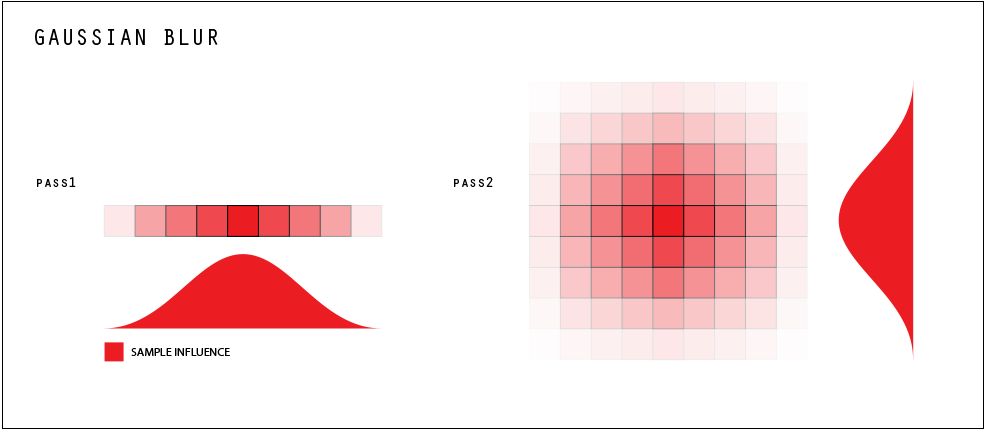 GAUSSIAN BLUR
PASS1
PASS2
SAMPLE INFLUENCE